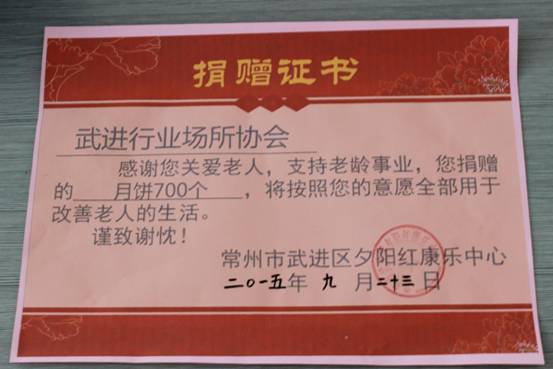 捐赠证书
武进行业场所协会
感谢您关爱老人，支持老龄事业，您捐赠
的 月饼700个 ，将按照您的意愿全部用于
改善老人的生活。
谨致谢忱！
常州市武进区夕阳红康乐中心
二〇一五年 九 月二十三日